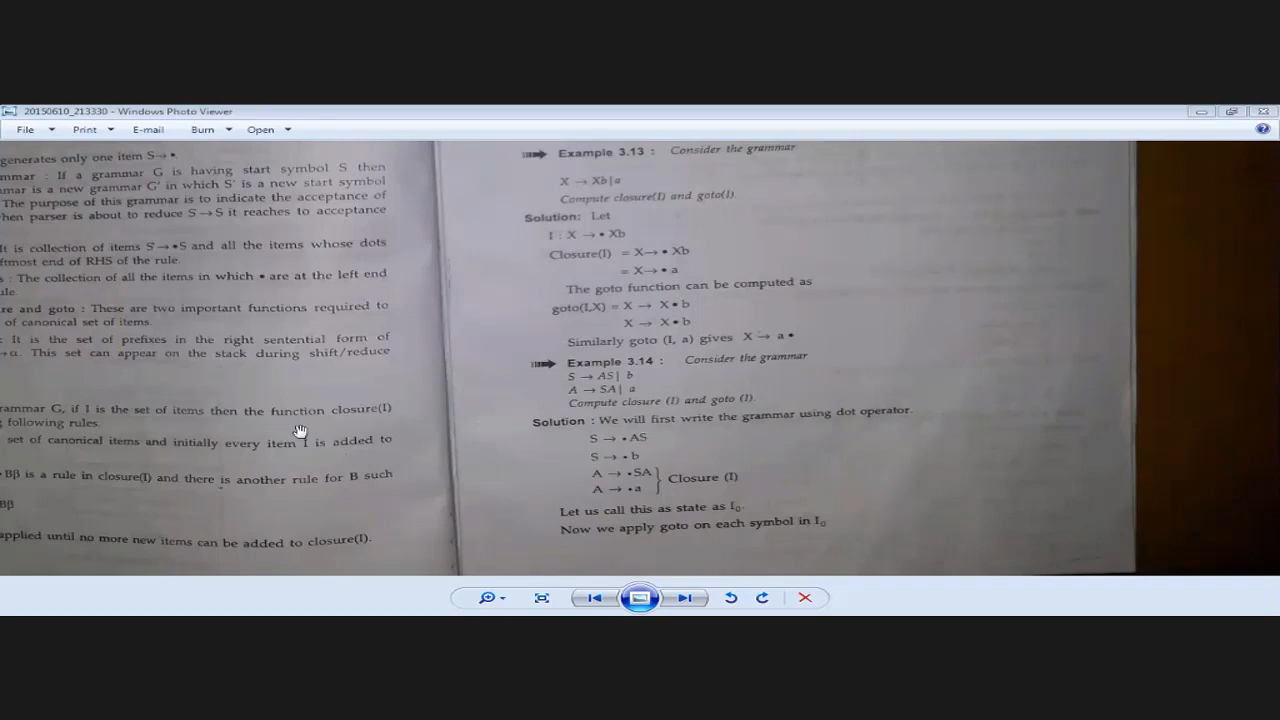 20150610_213330 - Windows Photo Viewer
File Print E-mail Burn Open
generates only one item S→•
mmar : If a grammar G is having start symbol S then
mar is a new grammar G' in which S' is a new start symbol
The purpose of this grammar is to indicate the acceptance of
hen parser is about to reduce S→S it reaches to acceptance
It is collection of items S→•S and all the items whose dots
ftmost end of RHS of the rule.
s : The collection of all the items in which • are at the left end
ule.
re and goto : These are two important functions required to
of canonical set of items.
: It is the set of prefixes in the right sentential form of
→α. This set can appear on the stack during shift/reduce
rammar G, if I is the set of items then the function closure(I)
g following rules.
set of canonical items and initially every item I is added to
• Bβ is a rule in closure(I) and there is another rule for B such
Bβ
applied until no more new items can be added to closure(I).
Example 3.13 : Consider the grammar
X → Xb|a
Compute closure(I) and goto(I).
Solution: Let
I : X → • Xb
Closure(I) = X→• Xb
= X→• a
The goto function can be computed as
goto(I,X) = X → X•b
X → X•b
Similarly goto (I, a) gives X → a•
Example 3.14 : Consider the grammar
S → AS| b
A → SA| a
Compute closure (I) and goto (I).
Solution : We will first write the grammar using dot operator.
S → •AS
S → •b
A → •SA
A → •a } Closure (I)
Let us call this as state as I₀.
Now we apply goto on each symbol in I₀